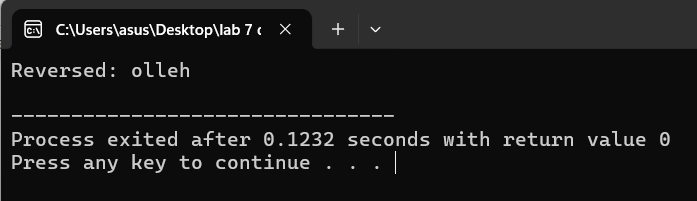 C:\Users\asus\Desktop\lab 7 c
Reversed: olleh
--------------------------------
Process exited after 0.1232 seconds with return value 0
Press any key to continue . . .